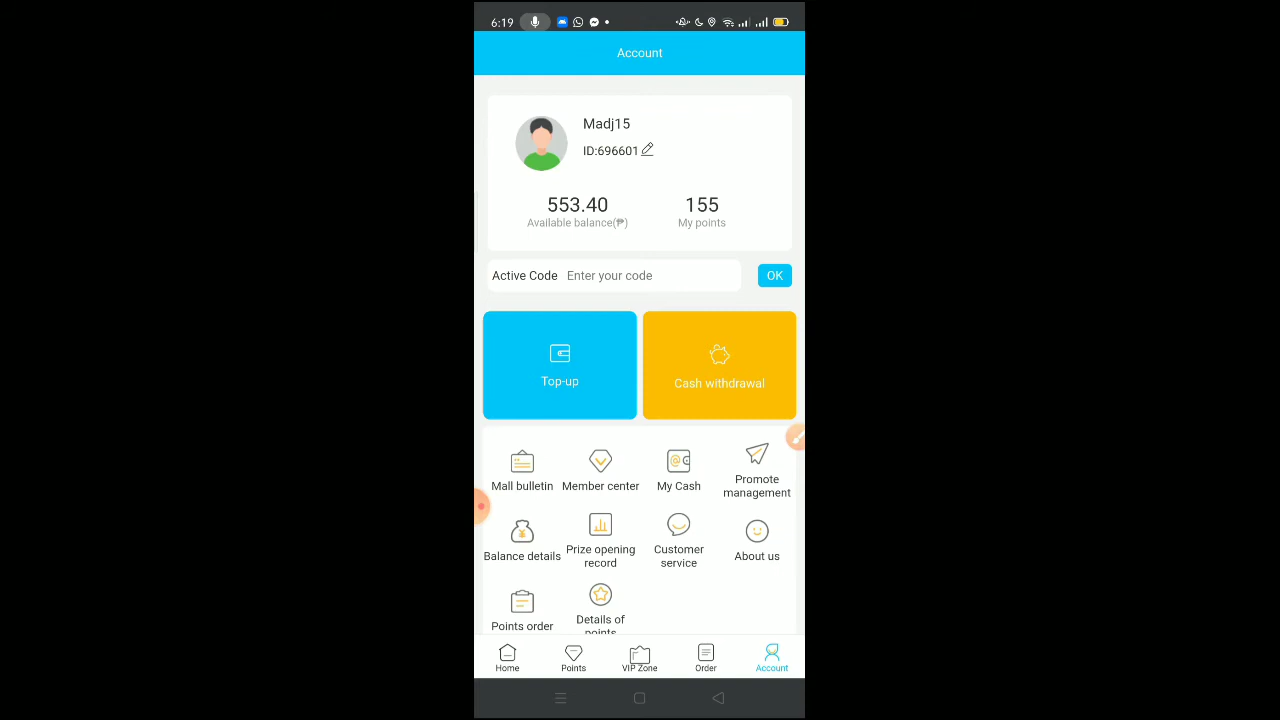 6:19
Account
Madj15
ID:696601
553.40
155
Available balance(₱)
My points
Active Code
Enter your code
OK
Top-up
Cash withdrawal
Mall bulletin
Member center
My Cash
Promote
management
Balance details
Prize opening
record
Customer
service
About us
Points order
Details of
points
Home
Points
VIP Zone
Order
Account